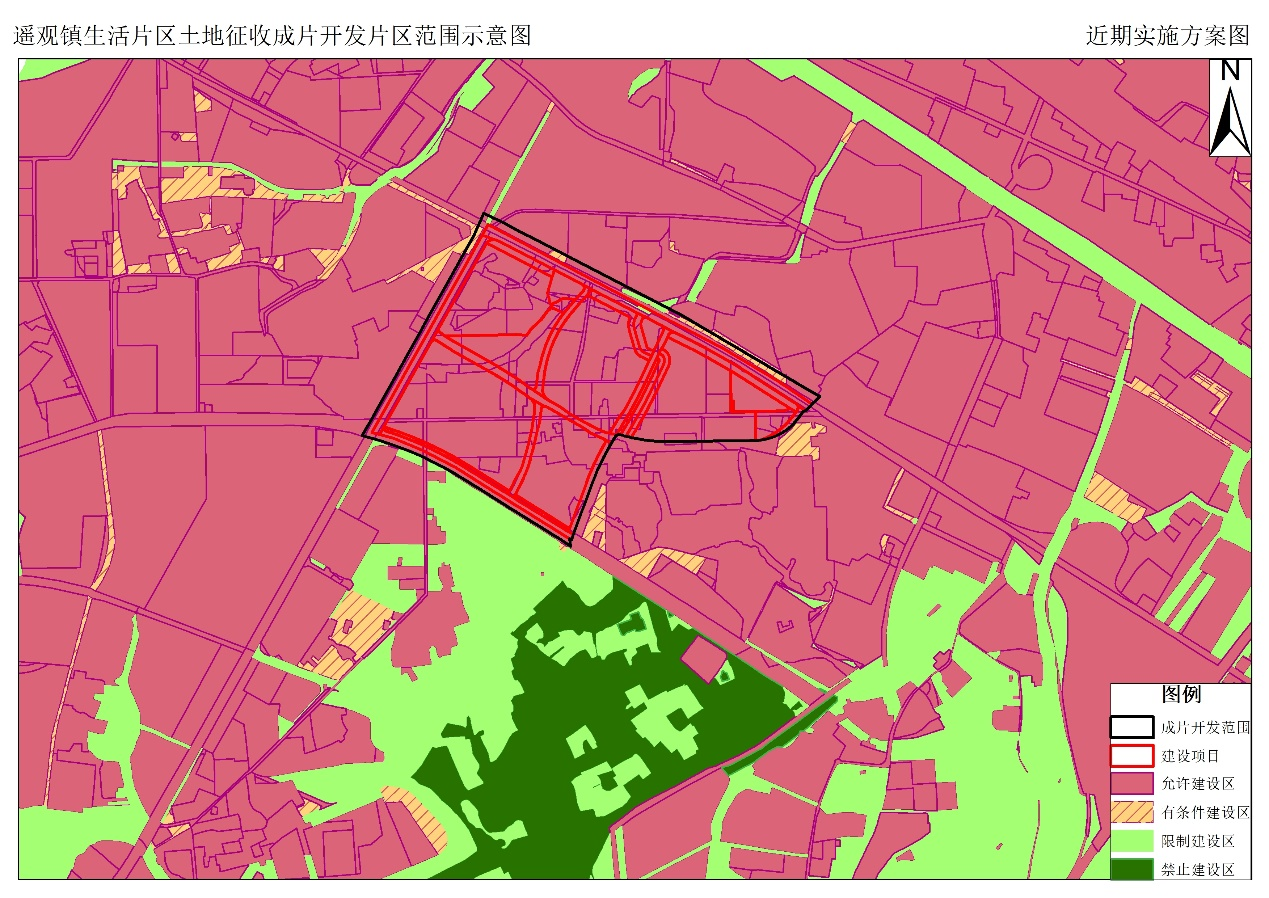 遥观镇生活片区土地征收成片开发片区范围示意图
近期实施方案图
N
图例
成片开发范围
建设项目
允许建设区
有条件建设区
限制建设区
禁止建设区